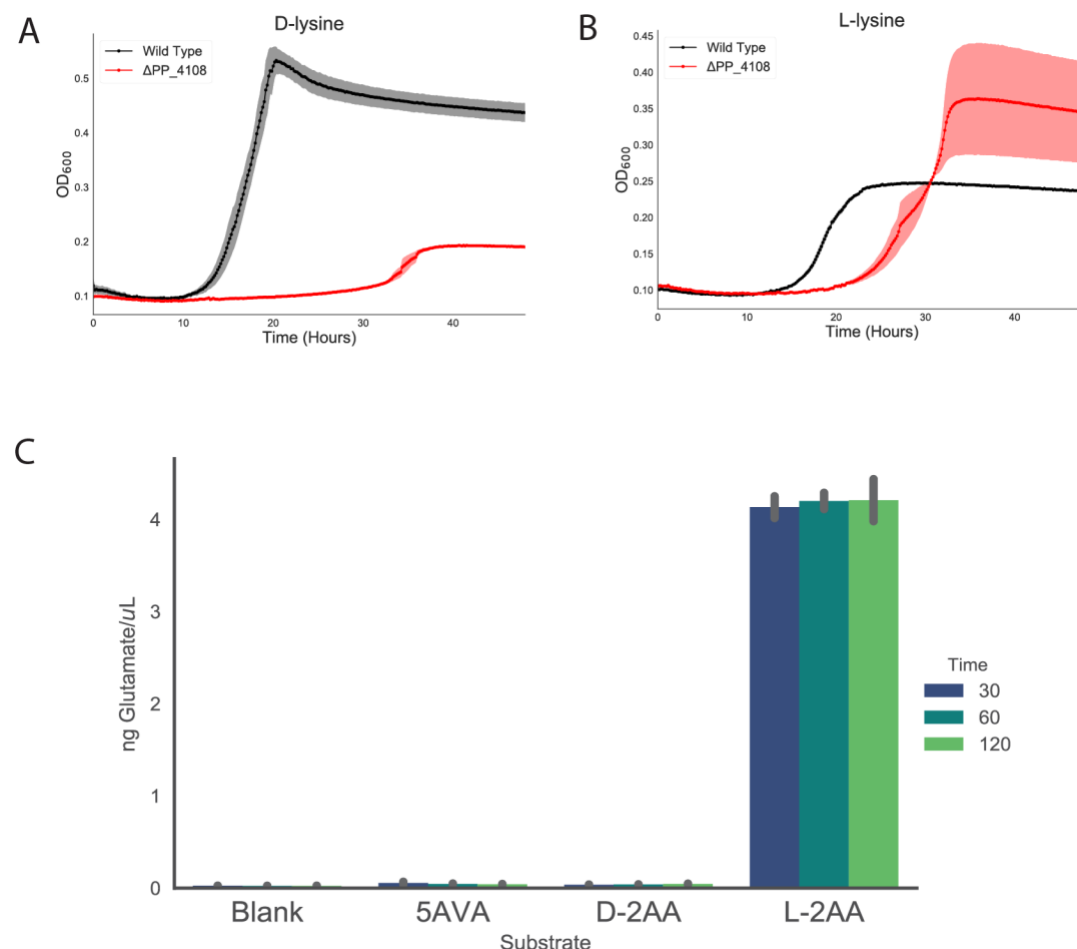 A
D-lysine
Wild Type
ΔPP_4108
OD600
0.5
0.4
0.3
0.2
0.1
0
10
20
30
40
Time (Hours)
B
L-lysine
Wild Type
ΔPP_4108
OD600
0.45
0.40
0.35
0.30
0.25
0.20
0.15
0.10
0
10
20
30
40
Time (Hours)
C
ng Glutamate/uL
4
3
2
1
0
Blank
5AVA
D-2AA
L-2AA
Substrate
Time
30
60
120